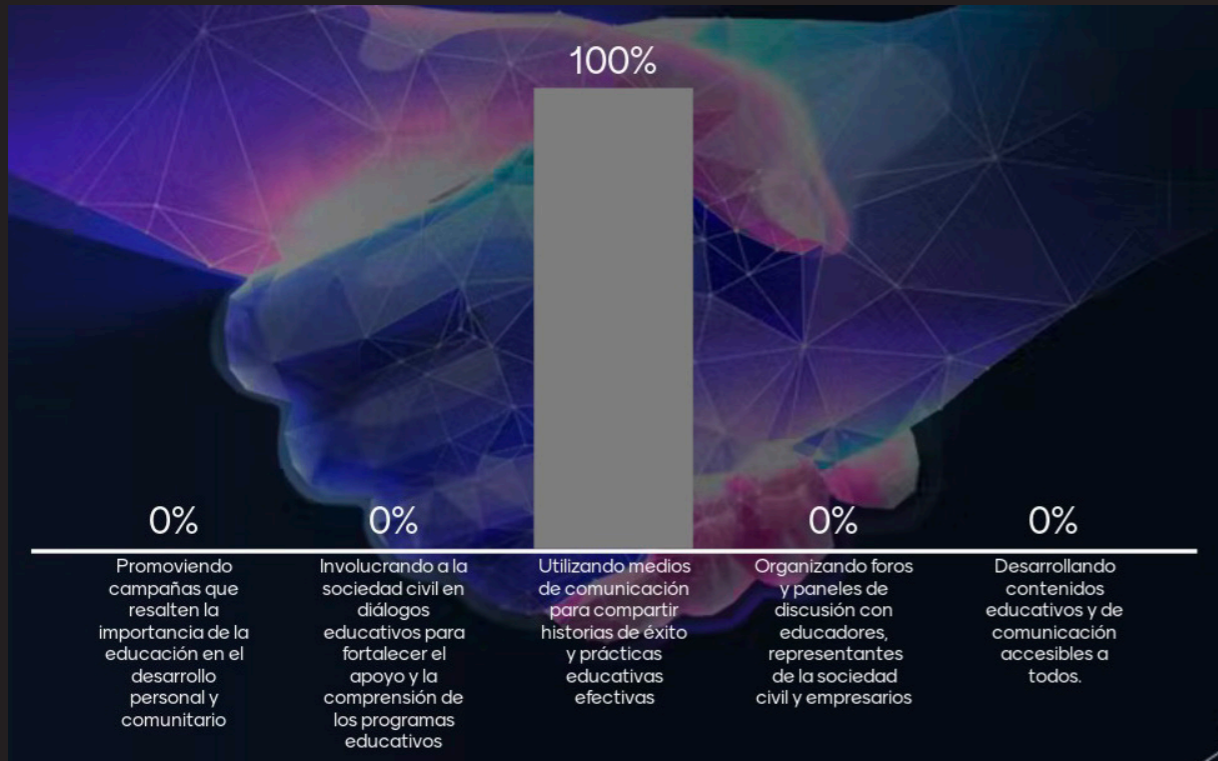 100%
0%
0%
0%
0%
Promoviendo
campañas que
resalten la
importancia de la
educación en el
desarrollo
personal y
comunitario
Involucrando a la
sociedad civil en
diálogos
educativos para
fortalecer el
apoyo y la
comprensión de
los programas
educativos
Utilizando medios
de comunicación
para compartir
historias de éxito
y prácticas
educativas
efectivas
Organizando foros
y paneles de
discusión con
educadores,
representantes
de la sociedad
civil y empresarios
Desarrollando
contenidos
educativos y de
comunicación
accesibles a
todos.